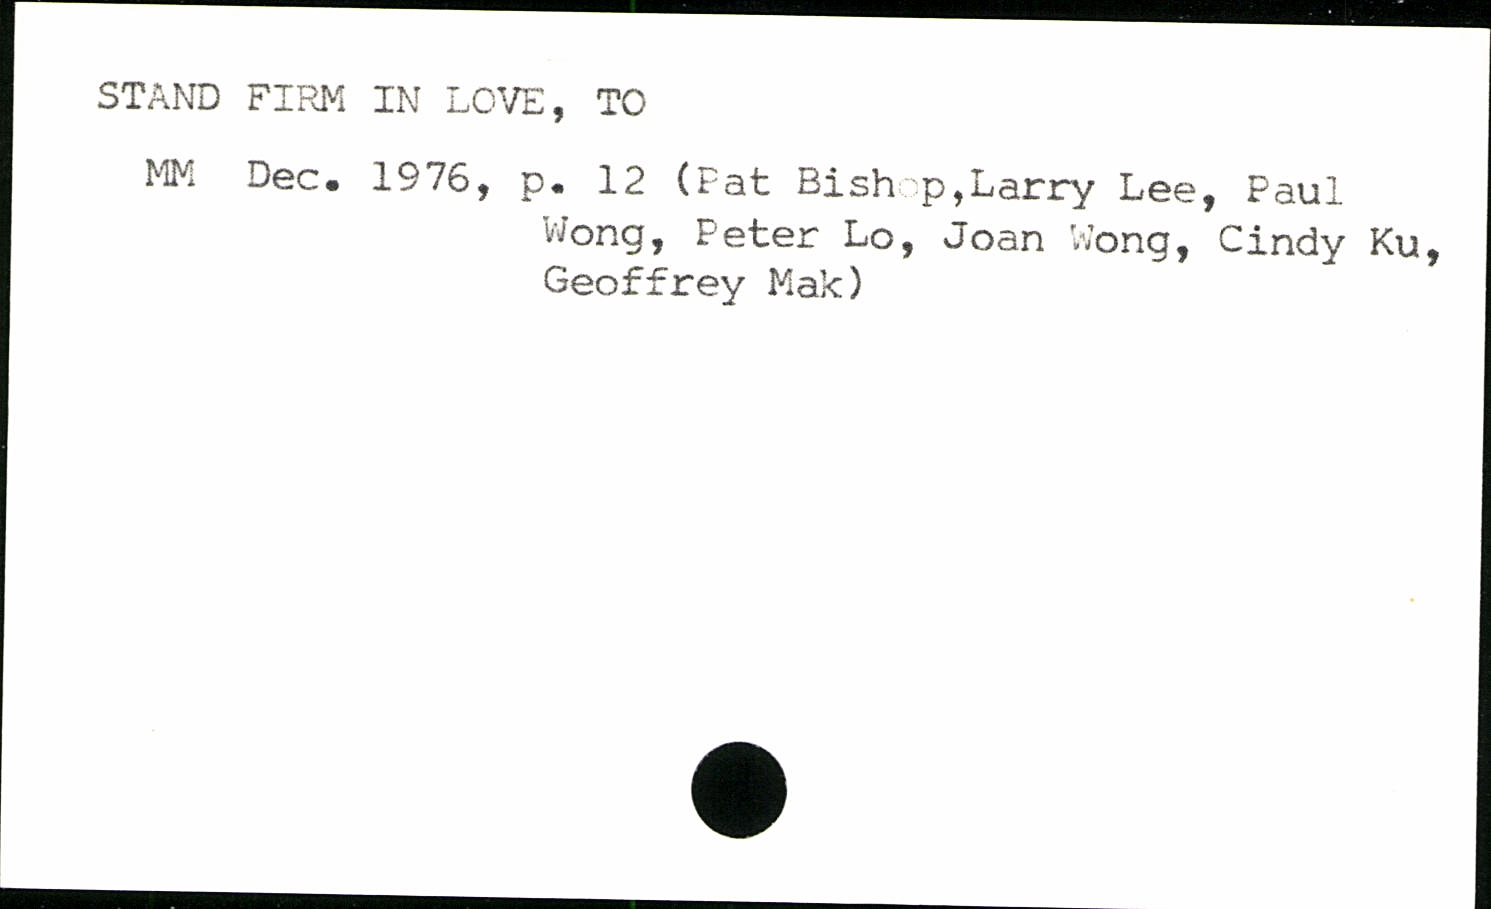 STAND FIRM IN LOVE, TO
MM Dec. 1976, p. 12 (Pat Bishop,Larry Lee, Paul
Wong, Peter Lo, Joan Wong, Cindy Ku,
Geoffrey Mak)